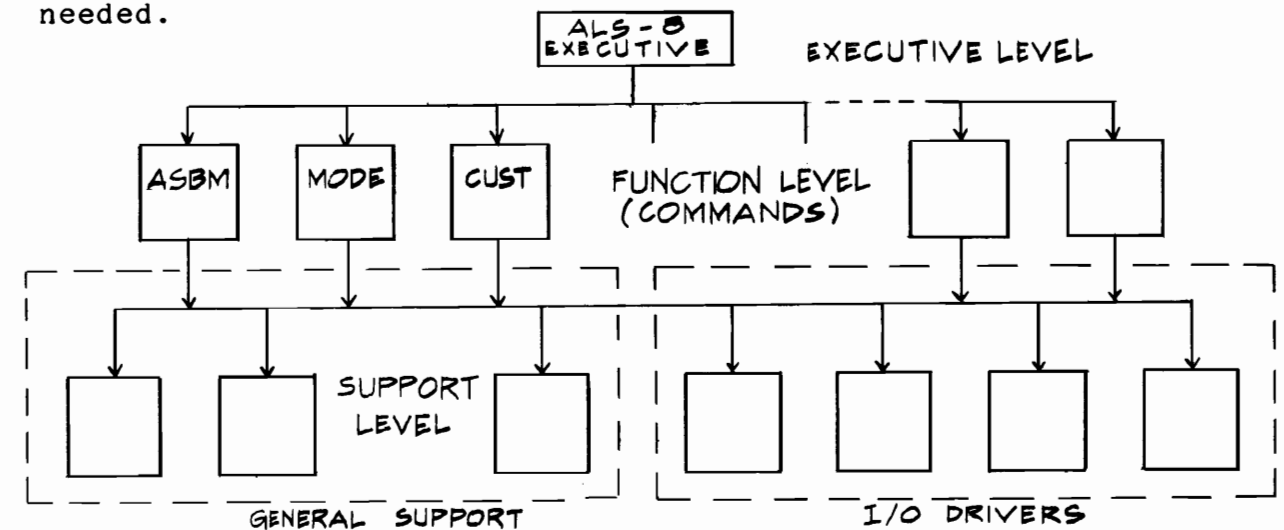 needed.
ALS-8
EXECUTIVE
EXECUTIVE LEVEL
ASBM
MODE
CUST
FUNCTION LEVEL
(COMMANDS)
SUPPORT
LEVEL
GENERAL SUPPORT
I/O DRIVERS